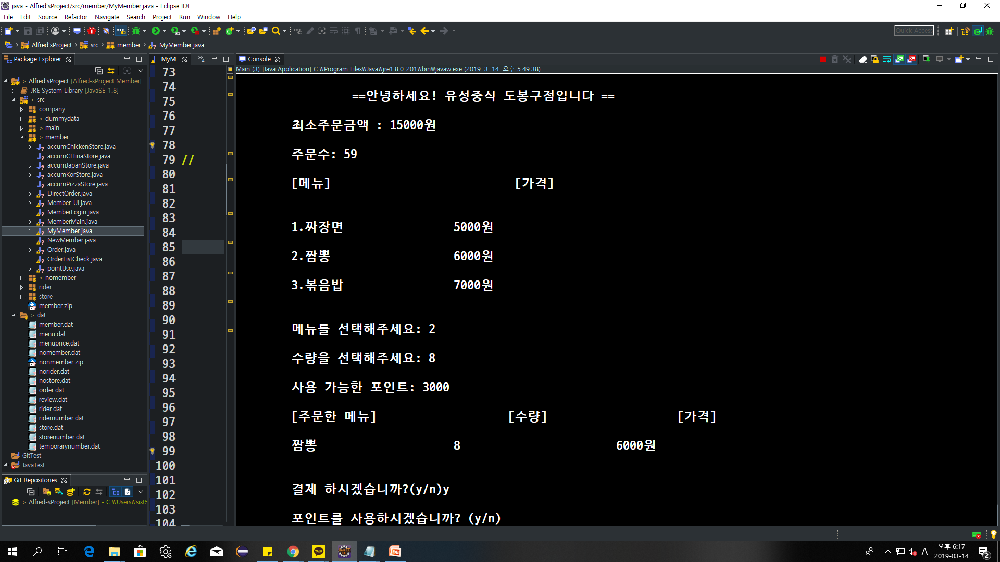 java - Alfred'sProject/src/member/MyMember.java - Eclipse IDE
File Edit Source Refactor Navigate Search Project Run Window Help
Quick Access
Alfred'sProject src member MyMember.java
Package Explorer
> Alfred'sProject [Alfred-sProject Member]
JRE System Library [JavaSE-1.8]
> src
company
> dummydata
> main
> member
accumChickenStore.java
accumCHinaStore.java
accumJapanStore.java
accumKorStore.java
accumPizzaStore.java
DirectOrder.java
Member_UI.java
MemberLogin.java
MemberMain.java
MyMember.java
NewMember.java
Order.java
OrderListCheck.java
pointUse.java
> nomember
rider
store
member.zip
> dat
member.dat
menu.dat
menuprice.dat
nomember.dat
nonmember.zip
norider.dat
nostore.dat
order.dat
review.dat
rider.dat
ridernumber.dat
store.dat
storenumber.dat
temporarynumber.dat
GitTest
JavaTest
Git Repositories
> Alfred-sProject [Member] - C:₩Users₩sist5
MyM
73
74
75
76
77
78
79 //
80
81
82
83
84
85
86
87
88
89
90
91
92
93
94
95
96
97
98
99
100
101
102
103
104
Console
Main (3) [Java Application] C:₩Program Files₩Java₩jre1.8.0_201₩bin₩javaw.exe (2019. 3. 14. 오후 5:49:38)
==안녕하세요! 유성중식 도봉구점입니다 ==
최소주문금액 : 15000원
주문수: 59
[메뉴] [가격]
1.짜장면 5000원
2.짬뽕 6000원
3.볶음밥 7000원
메뉴를 선택해주세요: 2
수량을 선택해주세요: 8
사용 가능한 포인트: 3000
[주문한 메뉴] [수량] [가격]
짬뽕 8 6000원
결제 하시겠습니까?(y/n)y
포인트를 사용하시겠습니까? (y/n)
TALK
A
오후 6:17
2019-03-14
2